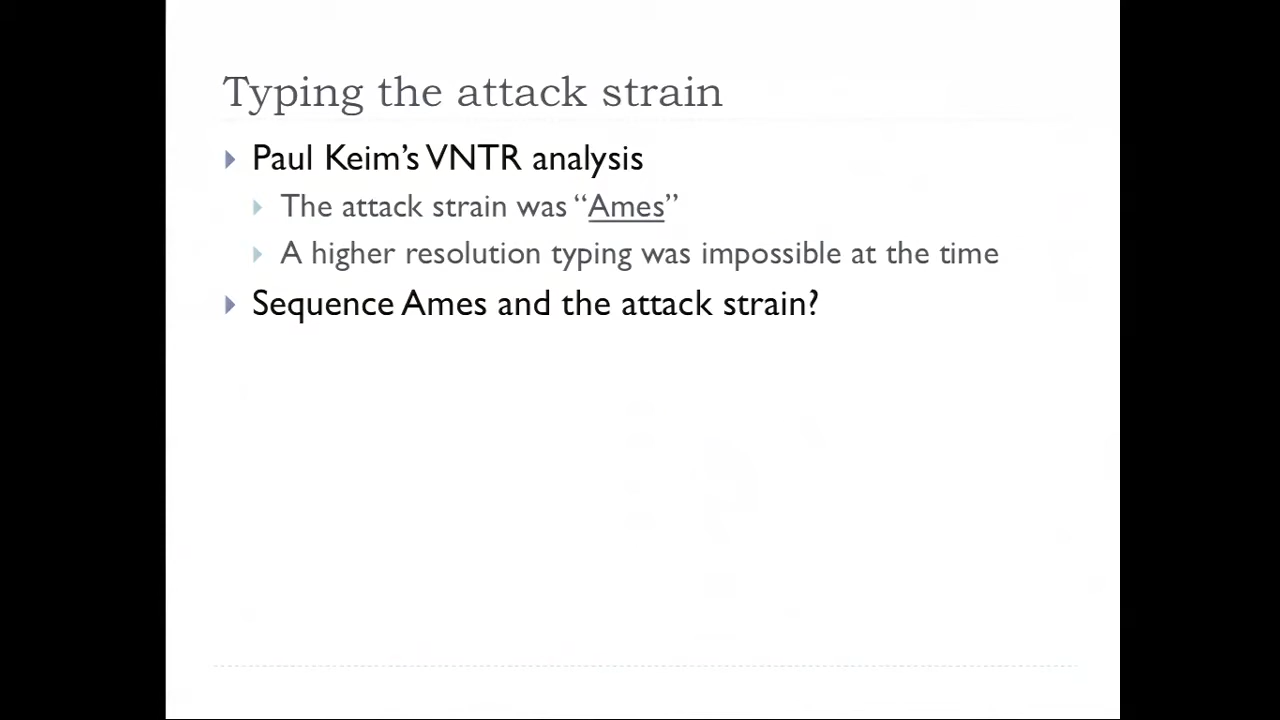 Typing the attack strain
Paul Keim's VNTR analysis
The attack strain was “Ames”
A higher resolution typing was impossible at the time
Sequence Ames and the attack strain?